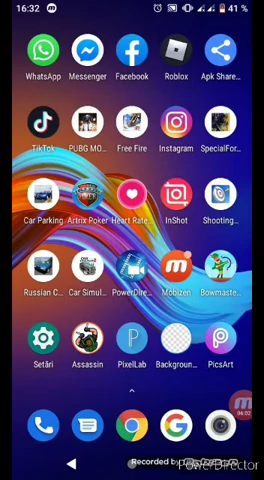 16:32
41 %
WhatsApp Messenger Facebook Roblox Apk Share...
TikTok PUBG MO... Free Fire Instagram SpecialFor...
Car Parking Artrix Poker Heart Rate... InShot Shooting...
Russian C... Car Simul... PowerDire... Mobizen Bowmaste...
Setări Assassin PixelLab Backgroun... PicsArt
06:02
Recorded by
PowerDirector